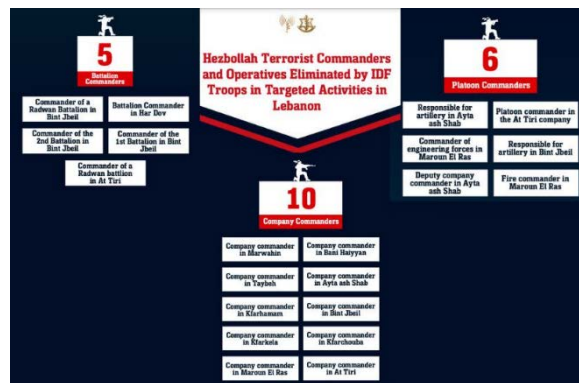 Hezbollah Terrorist Commanders
and Operatives Eliminated by IDF
Troops in Targeted Activities in
Lebanon
5
Battalion
Commanders
Commander of a
Radwan Battalion in
Bint Jbeil
Battalion Commander
in Har Dov
Commander of the
2nd Battalion in
Bint Jbeil
Commander of the
1st Battalion in Bint
Jbeil
Commander of a
Radwan battlion
in At Tiri
10
Company Commanders
Company commander
in Marwahin
Company commander
in Bani Haiyyan
Company commander
in Taybeh
Company commander
in Ayta ash Shab
Company commander
in Kfarhamam
Company commander
in Bint Jbeil
Company commander
in Kfarkela
Company commander
in Kfarchouba
Company commander
in Maroun El Ras
Company commander
in At Tiri
6
Platoon Commanders
Responsible for
artillery in Ayta
ash Shab
Platoon commander in
the At Tiri company
Commander of
engineering forces in
Maroun El Ras
Responsible for
artillery in Bint Jbeil
Deputy company
commander in Ayta
ash Shab
Fire commander in
Maroun El Ras